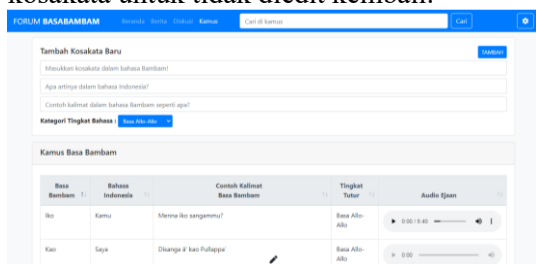 kosakata untuk tidak diedit kembali.
FORUM BASABAMBAM Beranda Berita Diskusi Kamus Cari di kamus Cari
Tambah Kosakata Baru TAMBAH
Masukkan kosakata dalam bahasa Bambam!
Apa artinya dalam bahasa Indonesia?
Contoh kalimat dalam bahasa Bambam seperti apa?
Kategori Tingkat Bahasa : Basa Allo-Allo
Kamus Basa Bambam
Basa Bambam Bahasa Indonesia Contoh Kalimat Basa Bambam Tingkat Tutur Audio Ejaan
Iko Kamu Menna iko sangammu? Basa Allo-Allo 0:00 / 0:40
Kao Saya Disanga ä' kao Pullappa' Basa Allo-Allo 0:00